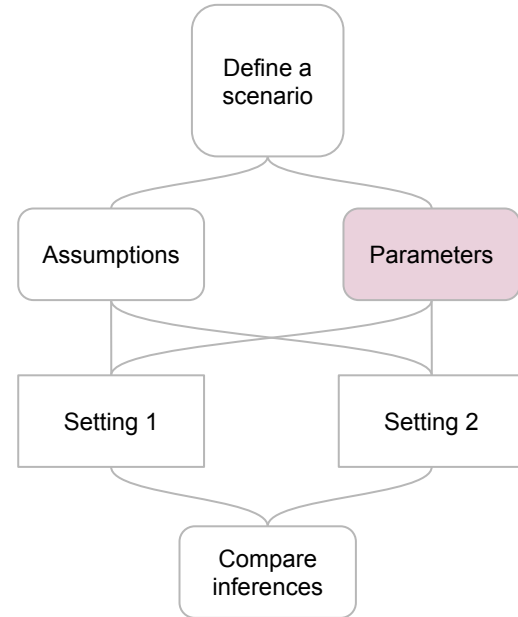 Define a
scenario
Assumptions
Parameters
Setting 1
Setting 2
Compare
inferences